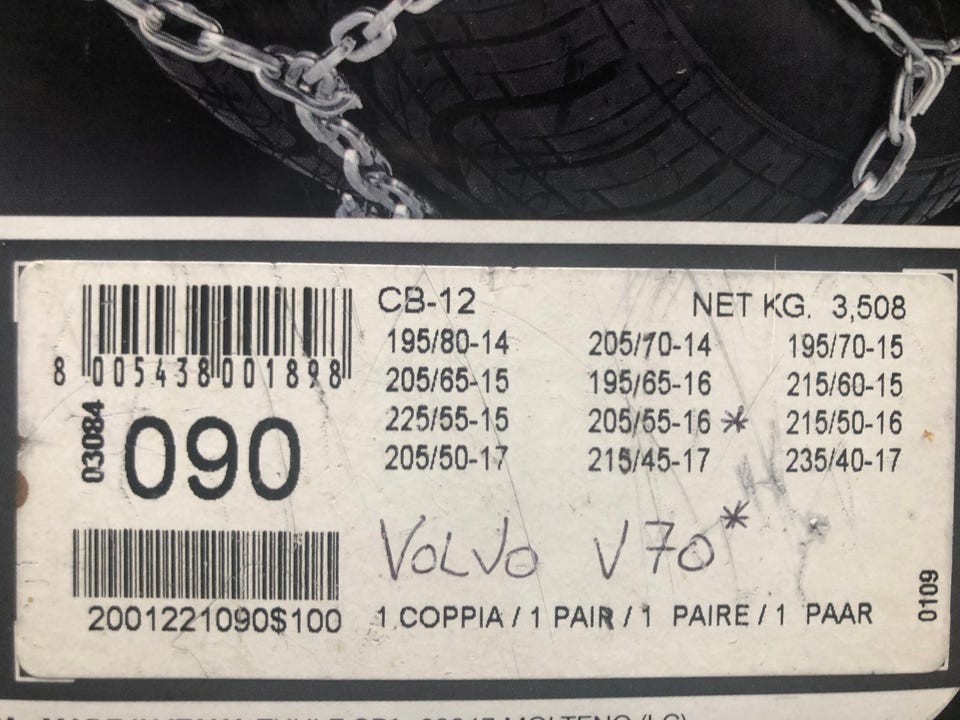 CB-12 NET KG. 3,508
195/80-14 205/70-14 195/70-15
205/65-15 195/65-16 215/60-15
225/55-15 205/55-16 * 215/50-16
205/50-17 215/45-17 235/40-17
8 005438 001898
03084
090
VOLVO V70 *
2001221090$100
1 COPPIA / 1 PAIR / 1 PAIRE / 1 PAAR
0109